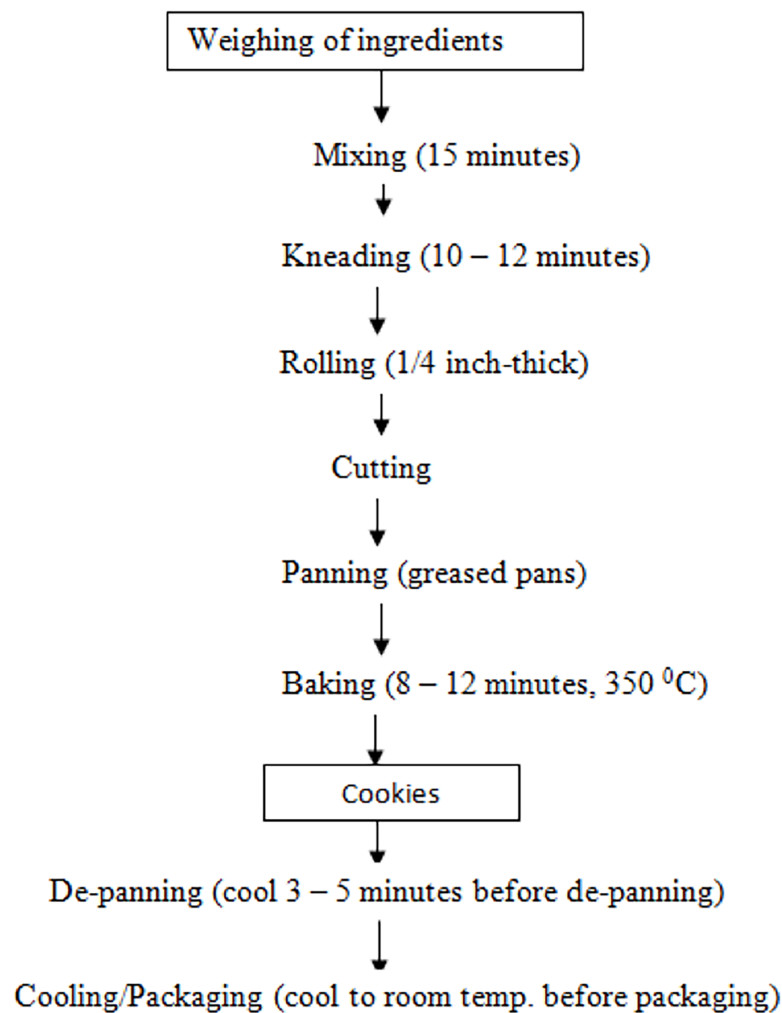 Weighing of ingredients
Mixing (15 minutes)
Kneading (10 – 12 minutes)
Rolling (1/4 inch-thick)
Cutting
Panning (greased pans)
Baking (8 – 12 minutes, 350 ⁰C)
Cookies
De-panning (cool 3 – 5 minutes before de-panning)
Cooling/Packaging (cool to room temp. before packaging)